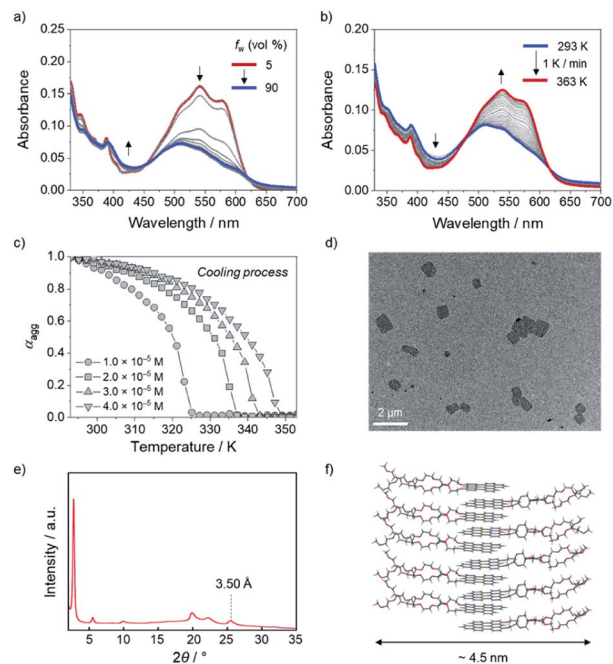 a)
f_w (vol %)
5
90
0.25
0.20
0.15
0.10
0.05
0.00
Absorbance
350 400 450 500 550 600 650 700
Wavelength / nm
b)
293 K
1 K / min
363 K
0.20
0.15
0.10
0.05
0.00
Absorbance
350 400 450 500 550 600 650 700
Wavelength / nm
c)
Cooling process
1.0
0.8
0.6
0.4
0.2
0.0
α_agg
1.0 × 10⁻⁵ M
2.0 × 10⁻⁵ M
3.0 × 10⁻⁵ M
4.0 × 10⁻⁵ M
300 310 320 330 340 350
Temperature / K
d)
2 μm
e)
Intensity / a.u.
3.50 Å
5 10 15 20 25 30 35
2θ / °
f)
~ 4.5 nm